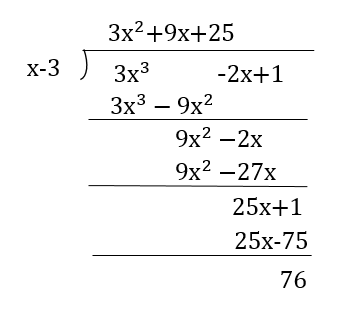 3x²+9x+25
x-3 ) 3x³ -2x+1
3x³ − 9x²
9x² −2x
9x² −27x
25x+1
25x-75
76